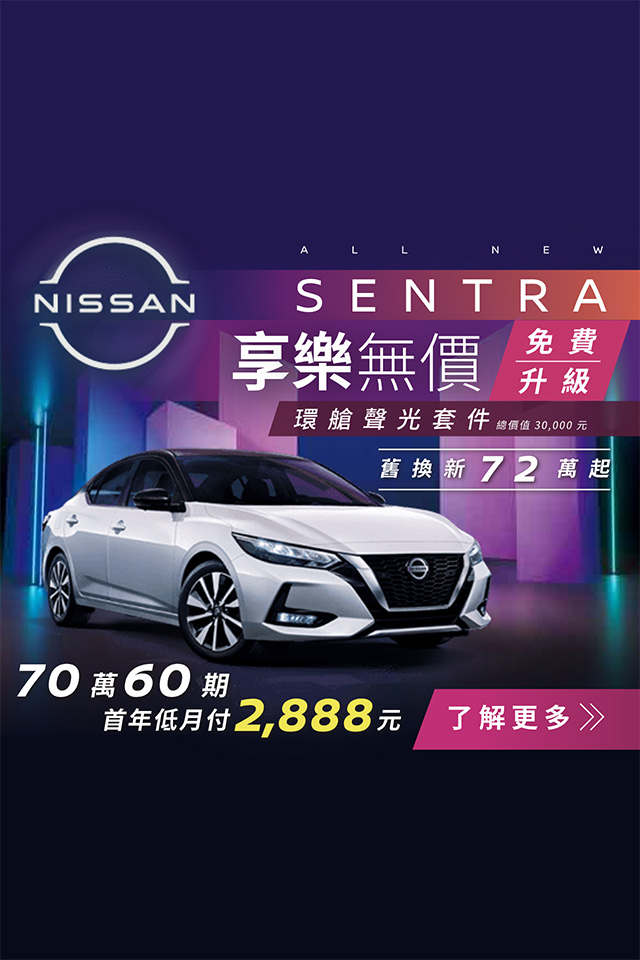 NISSAN
ALL NEW
SENTRA
享樂無價
免費
升級
環艙聲光套件 總價值 30,000 元
舊換新 72 萬起
70 萬 60 期
首年低月付 2,888 元
了解更多